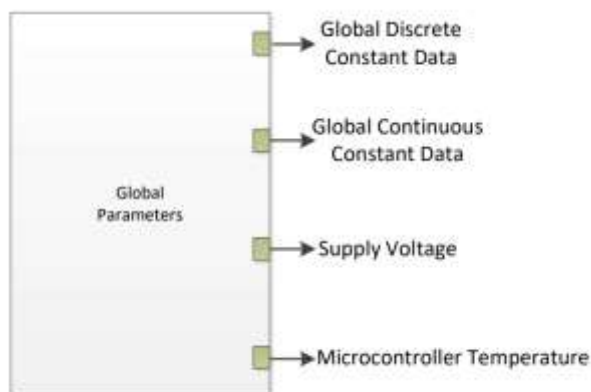 Global Discrete
Constant Data
Global Continuous
Constant Data
Global
Parameters
Supply Voltage
Microcontroller Temperature